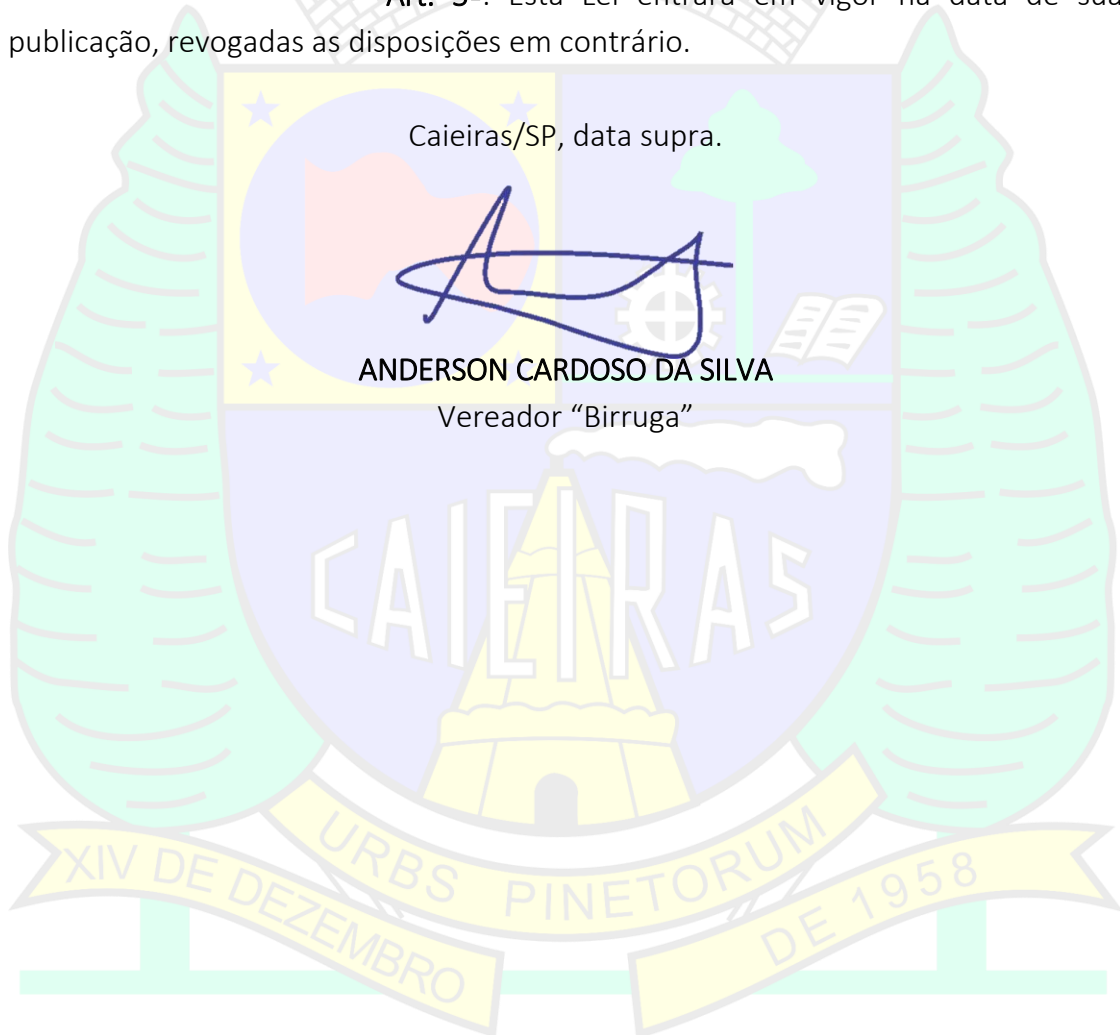 Art. 3º. Esta Lei entrará em vigor na data de sua
publicação, revogadas as disposições em contrário.
Caieiras/SP, data supra.
ANDERSON CARDOSO DA SILVA
Vereador “Birruga”
CAIEIRAS
URBS PINETORUM
XIV DE DEZEMBRO
DE 1958